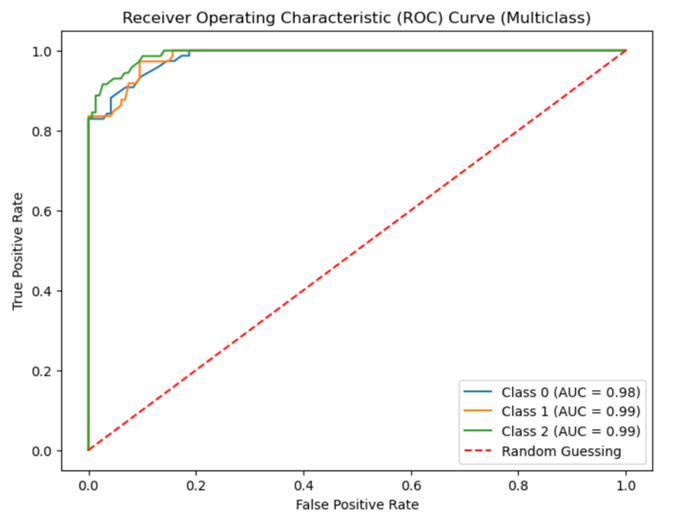 Receiver Operating Characteristic (ROC) Curve (Multiclass)
1.0
0.8
0.6
0.4
0.2
0.0
True Positive Rate
Class 0 (AUC = 0.98)
Class 1 (AUC = 0.99)
Class 2 (AUC = 0.99)
Random Guessing
0.0 0.2 0.4 0.6 0.8 1.0
False Positive Rate